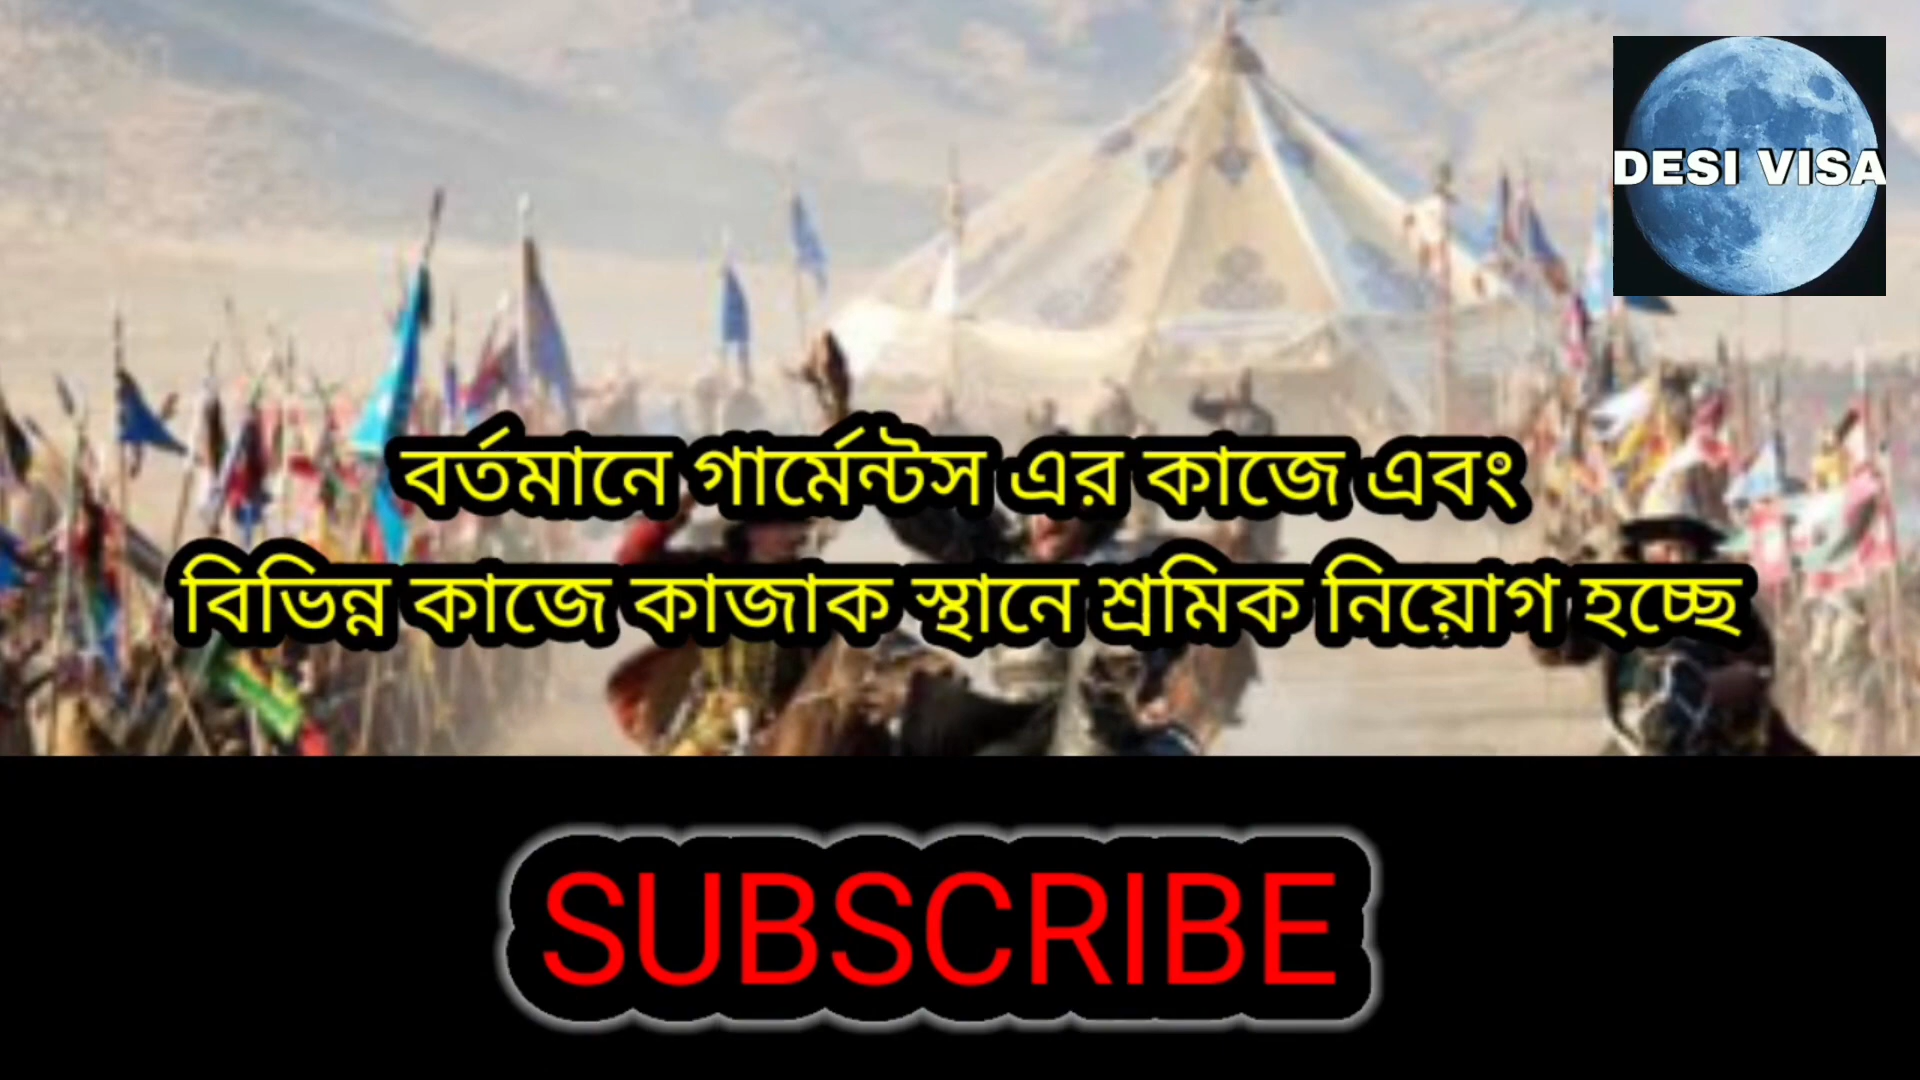 DESI VISA
বর্তমানে গার্মেন্টস এর কাজে এবং
বিভিন্ন কাজে কাজাক স্থানে শ্রমিক নিয়োগ হচ্ছে
SUBSCRIBE